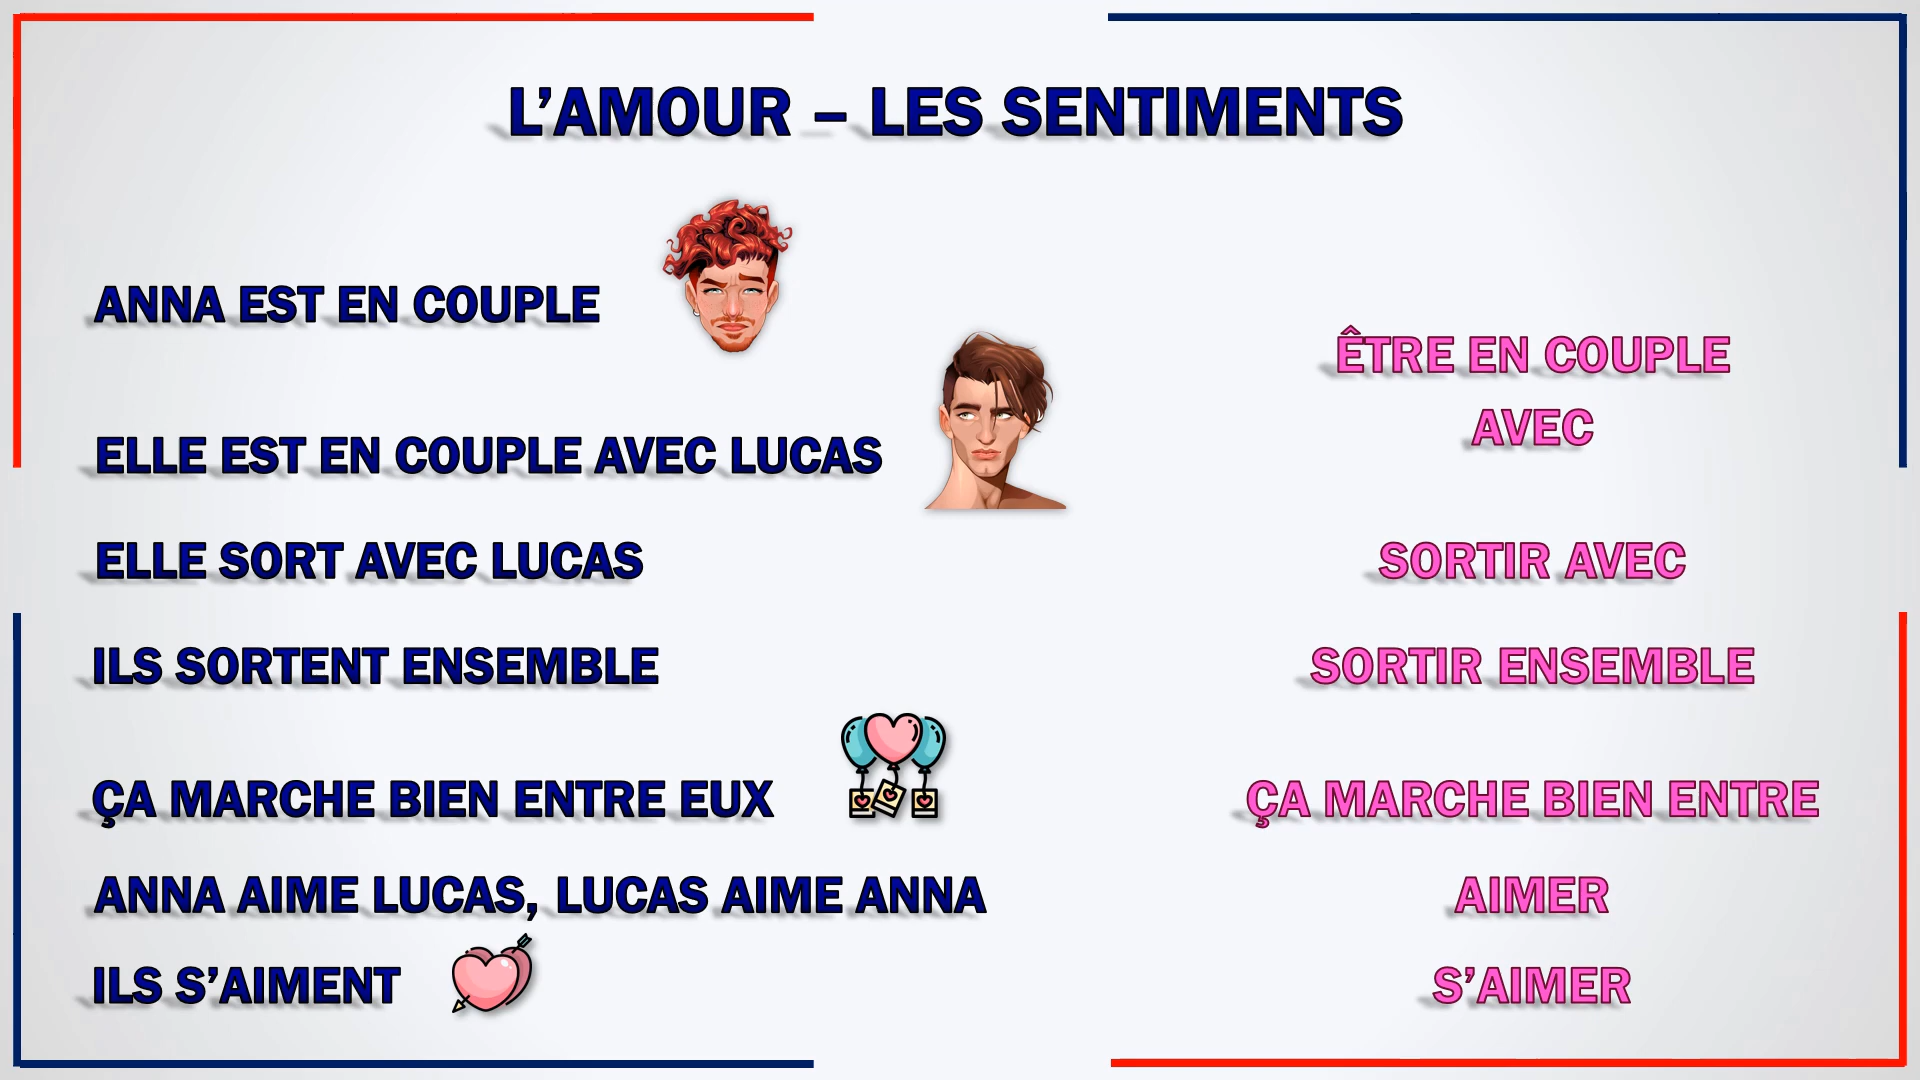 L’AMOUR – LES SENTIMENTS
ANNA EST EN COUPLE
ELLE EST EN COUPLE AVEC LUCAS
ÊTRE EN COUPLE
AVEC
ELLE SORT AVEC LUCAS
SORTIR AVEC
ILS SORTENT ENSEMBLE
SORTIR ENSEMBLE
ÇA MARCHE BIEN ENTRE EUX
ÇA MARCHE BIEN ENTRE
ANNA AIME LUCAS, LUCAS AIME ANNA
AIMER
ILS S’AIMENT
S’AIMER